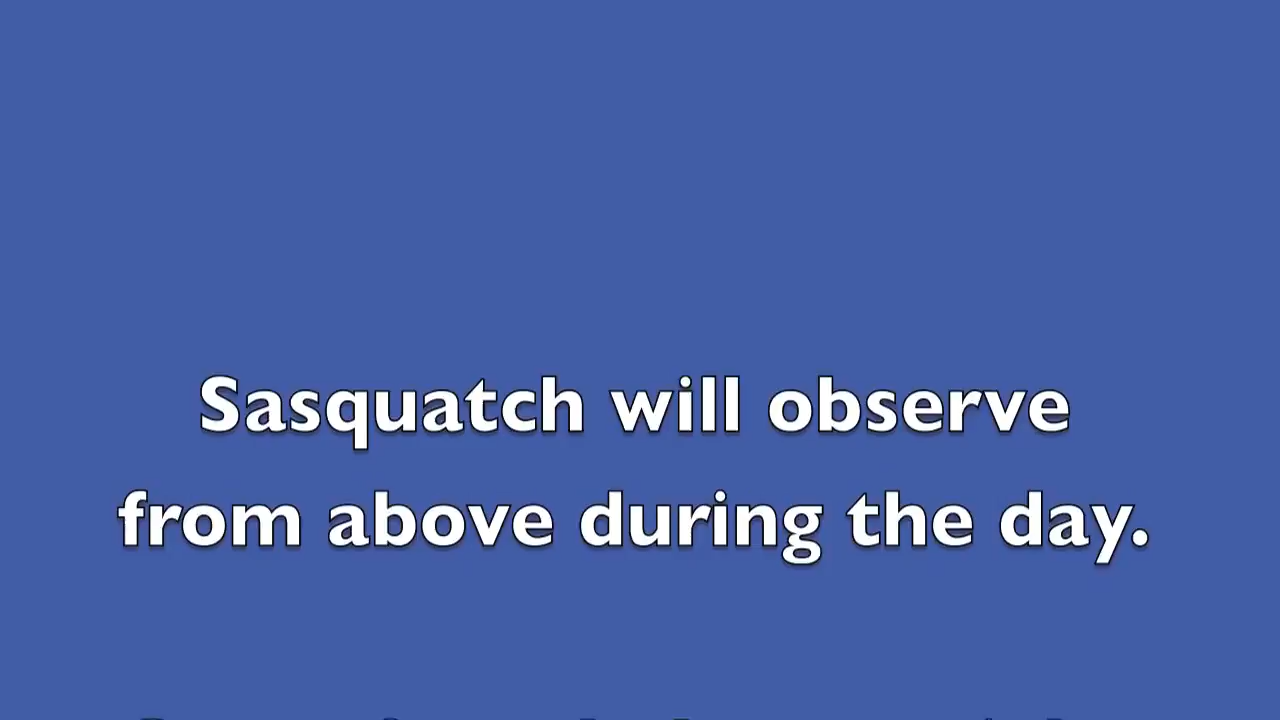 Sasquatch will observe
from above during the day.